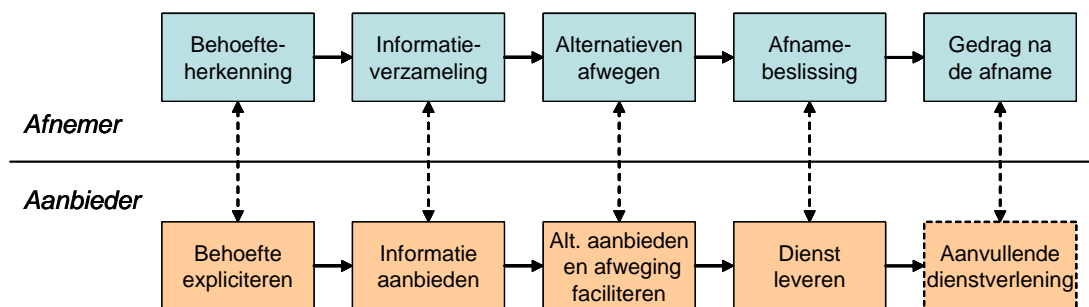 Behoefte-
herkenning
Informatie-
verzameling
Alternatieven
afwegen
Afname-
beslissing
Gedrag na
de afname
Afnemer
Aanbieder
Behoefte
expliciteren
Informatie
aanbieden
Alt. aanbieden
en afweging
faciliteren
Dienst
leveren
Aanvullende
dienstverlening